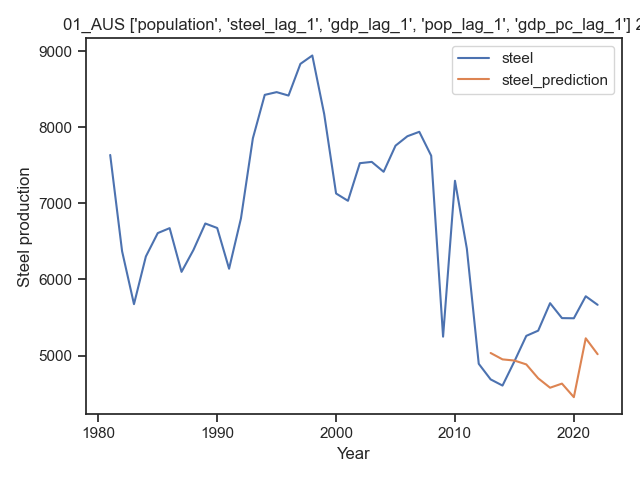 01_AUS ['population', 'steel_lag_1', 'gdp_lag_1', 'pop_lag_1', 'gdp_pc_lag_1'] 2
steel
steel_prediction
9000
8000
7000
6000
5000
Steel production
1980
1990
2000
2010
2020
Year